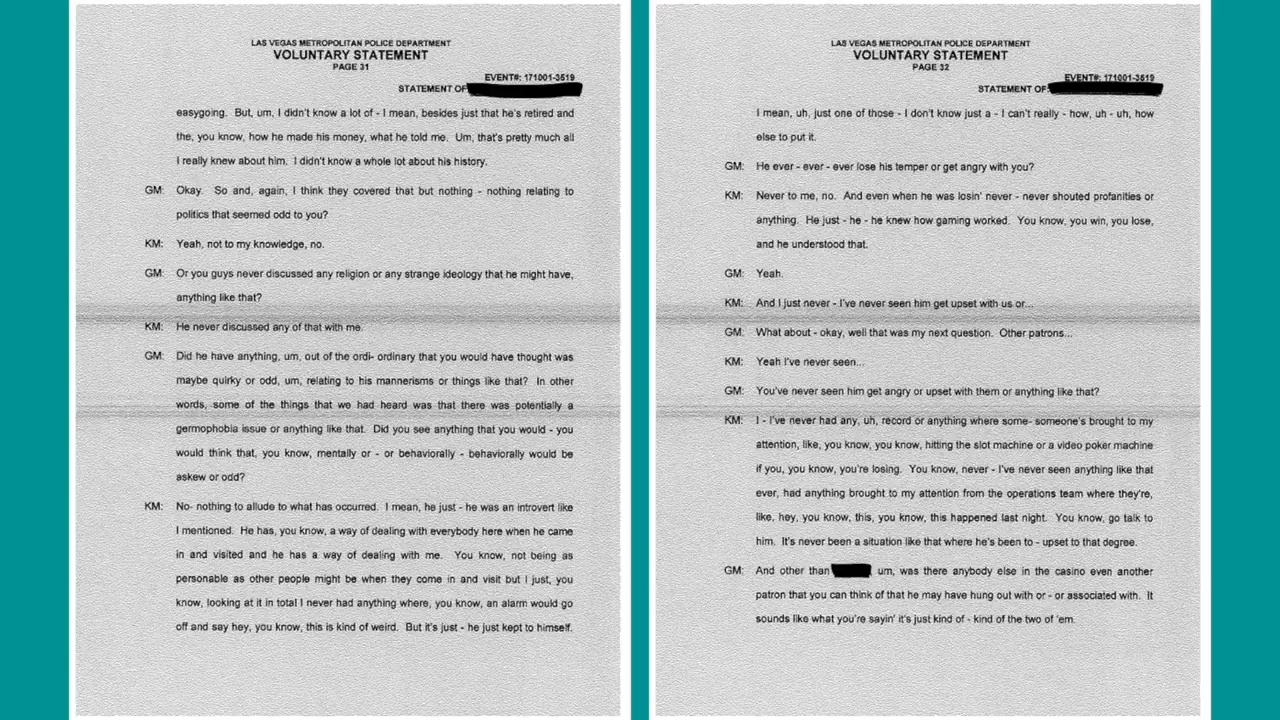 LAS VEGAS METROPOLITAN POLICE DEPARTMENT
VOLUNTARY STATEMENT
PAGE 31
EVENT#: 171001-3519
STATEMENT OF:
easygoing. But, um, I didn't know a lot of - I mean, besides just that he's retired and
the, you know, how he made his money, what he told me. Um, that's pretty much all
I really knew about him. I didn't know a whole lot about his history.
GM: Okay. So and, again, I think they covered that but nothing - nothing relating to
politics that seemed odd to you?
KM: Yeah, not to my knowledge, no.
GM: Or you guys never discussed any religion or any strange ideology that he might have,
anything like that?
KM: He never discussed any of that with me.
GM: Did he have anything, um, out of the ordi- ordinary that you would have thought was
maybe quirky or odd, um, relating to his mannerisms or things like that? In other
words, some of the things that we had heard was that there was potentially a
germophobia issue or anything like that. Did you see anything that you would - you
would think that, you know, mentally or - or behaviorally - behaviorally would be
askew or odd?
KM: No- nothing to allude to what has occurred. I mean, he just - he was an introvert like
I mentioned. He has, you know, a way of dealing with everybody here when he came
in and visited and he has a way of dealing with me. You know, not being as
personable as other people might be when they come in and visit but I just, you
know, looking at it in total I never had anything where, you know, an alarm would go
off and say hey, you know, this is kind of weird. But it's just - he just kept to himself.
LAS VEGAS METROPOLITAN POLICE DEPARTMENT
VOLUNTARY STATEMENT
PAGE 32
EVENT#: 171001-3519
STATEMENT OF:
I mean, uh, just one of those - I don't know just a - I can't really - how, uh - uh, how
else to put it.
GM: He ever - ever - ever lose his temper or get angry with you?
KM: Never to me, no. And even when he was losin' never - never shouted profanities or
anything. He just - he - he knew how gaming worked. You know, you win, you lose,
and he understood that.
GM: Yeah.
KM: And I just never - I've never seen him get upset with us or...
GM: What about - okay, well that was my next question. Other patrons...
KM: Yeah I've never seen...
GM: You've never seen him get angry or upset with them or anything like that?
KM: I - I've never had any, uh, record or anything where some- someone's brought to my
attention, like, you know, you know, hitting the slot machine or a video poker machine
if you, you know, you're losing. You know, never - I've never seen anything like that
ever, had anything brought to my attention from the operations team where they're,
like, hey, you know, this, you know, this happened last night. You know, go talk to
him. It's never been a situation like that where he's been to - upset to that degree.
GM: And other than um, was there anybody else in the casino even another
patron that you can think of that he may have hung out with or - or associated with. It
sounds like what you're sayin' it's just kind of - kind of the two of 'em.